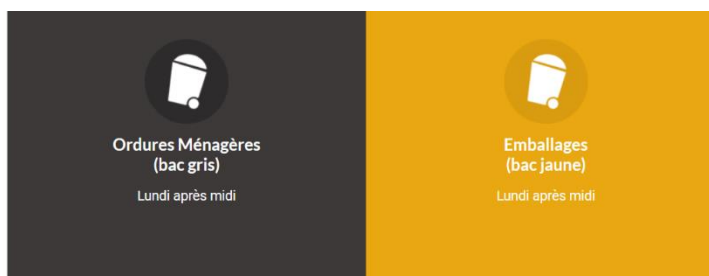 Ordures Ménagères
(bac gris)
Lundi après midi
Emballages
(bac jaune)
Lundi après midi